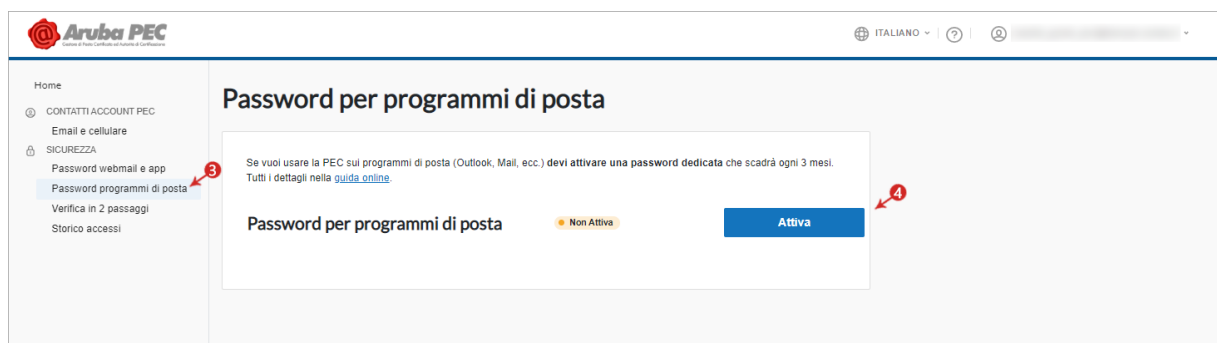 Aruba PEC
ITALIANO
?
Home
Password per programmi di posta
CONTATTI ACCOUNT PEC
Email e cellulare
SICUREZZA
Password webmail e app
3
Password programmi di posta
Verifica in 2 passaggi
Storico accessi
Se vuoi usare la PEC sui programmi di posta (Outlook, Mail, ecc.) devi attivare una password dedicata che scadrà ogni 3 mesi.
Tutti i dettagli nella guida online.
4
Password per programmi di posta
Non Attiva
Attiva